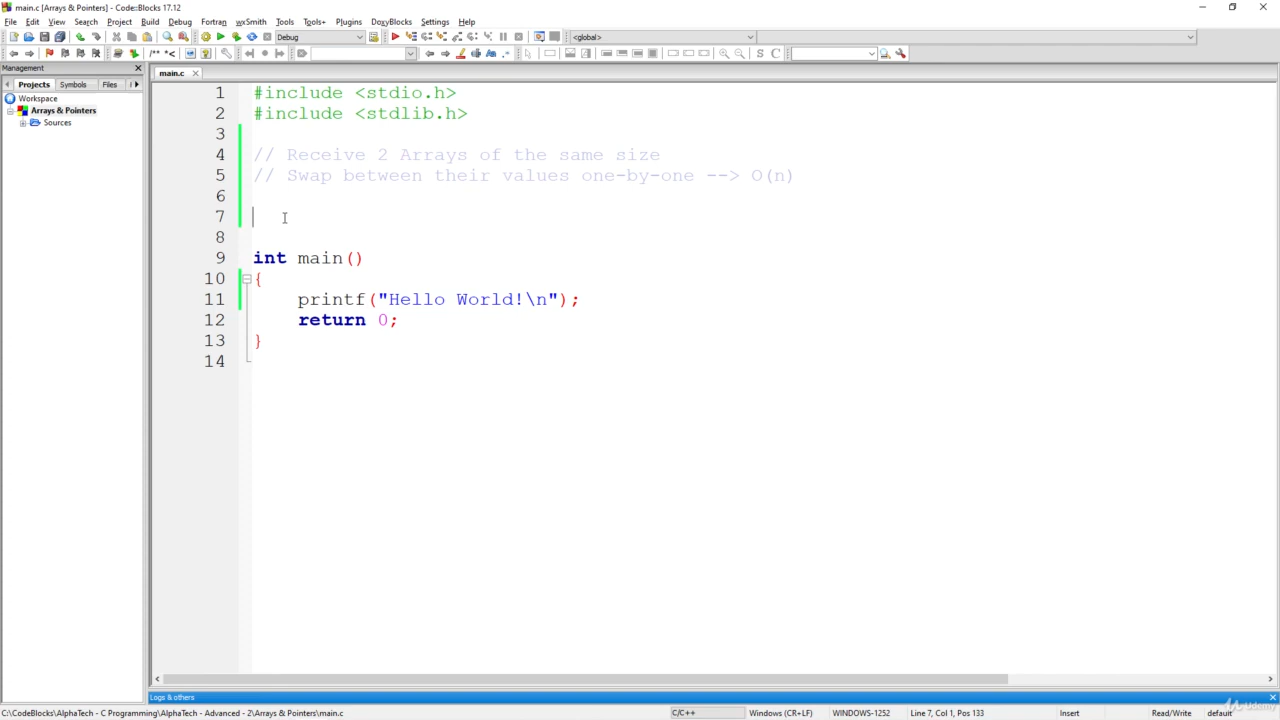 main.c [Arrays & Pointers] - Code::Blocks 17.12
File Edit View Search Project Build Debug Fortran wxSmith Tools Tools+ Plugins DoxyBlocks Settings Help
Debug <global>
/** *< S C
Management
main.c
Projects Symbols Files
Workspace
Arrays & Pointers
Sources
1 #include <stdio.h>
2 #include <stdlib.h>
3
4 // Receive 2 Arrays of the same size
5 // Swap between their values one-by-one --> O(n)
6
7
8
9 int main()
10 {
11 printf("Hello World!\n");
12 return 0;
13 }
14
Logs & others
Udemy
C:\CodeBlocks\AlphaTech - C Programming\AlphaTech - Advanced - 2\Arrays & Pointers\main.c C/C++ Windows (CR+LF) WINDOWS-1252 Line 7, Col 1, Pos 133 Insert Read/Write default